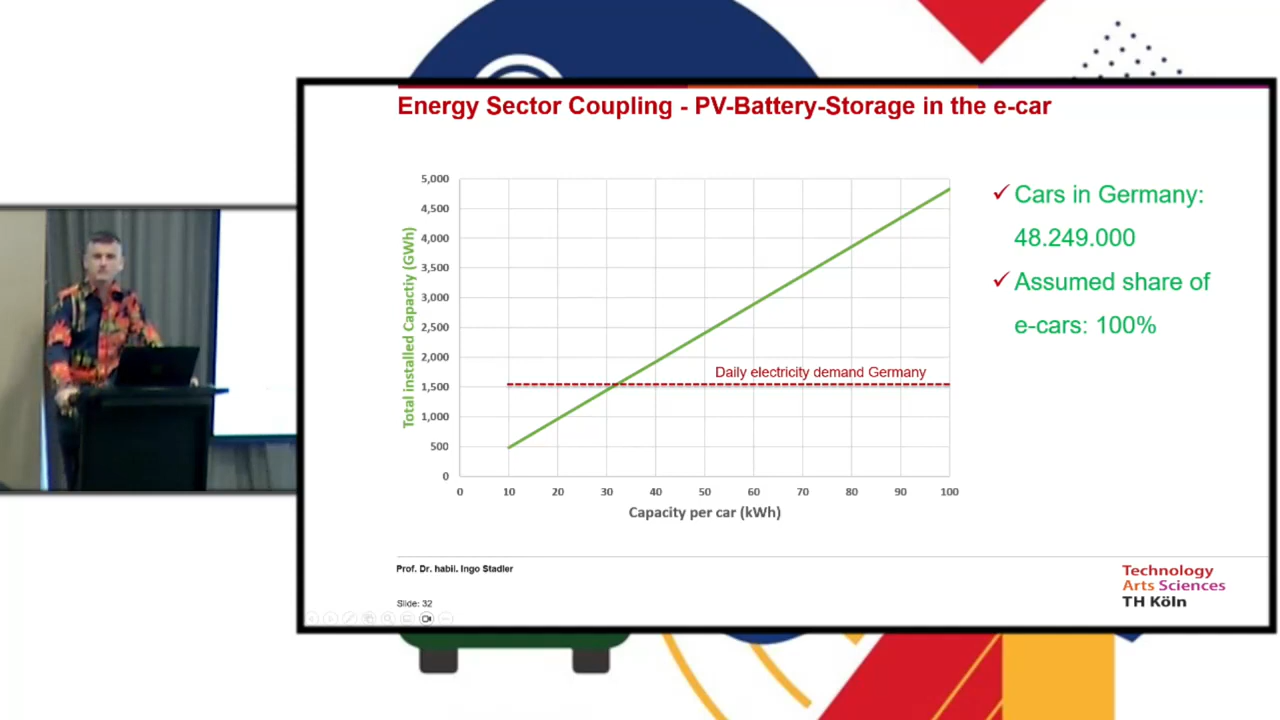 Energy Sector Coupling - PV-Battery-Storage in the e-car
5,000
4,500
4,000
3,500
3,000
2,500
2,000
1,500
1,000
500
0
Total installed Capactiy (GWh)
Daily electricity demand Germany
0 10 20 30 40 50 60 70 80 90 100
Capacity per car (kWh)
✓ Cars in Germany:
48.249.000
✓ Assumed share of
e-cars: 100%
Prof. Dr. habil. Ingo Stadler
Slide: 32
Technology
Arts Sciences
TH Köln